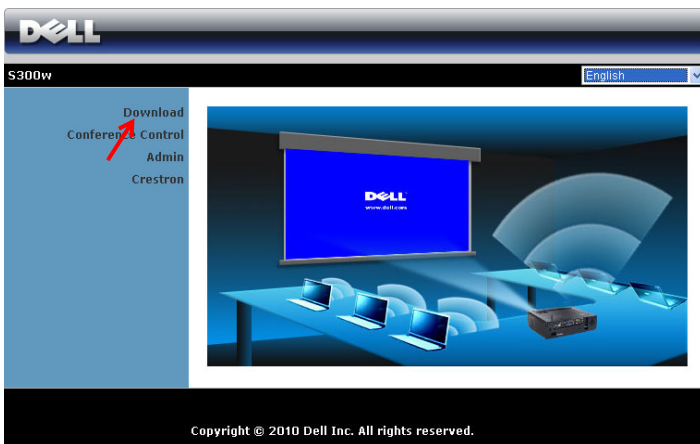 DELL
S300w
English
Download
Conference Control
Admin
Crestron
DELL
www.dell.com
Copyright © 2010 Dell Inc. All rights reserved.